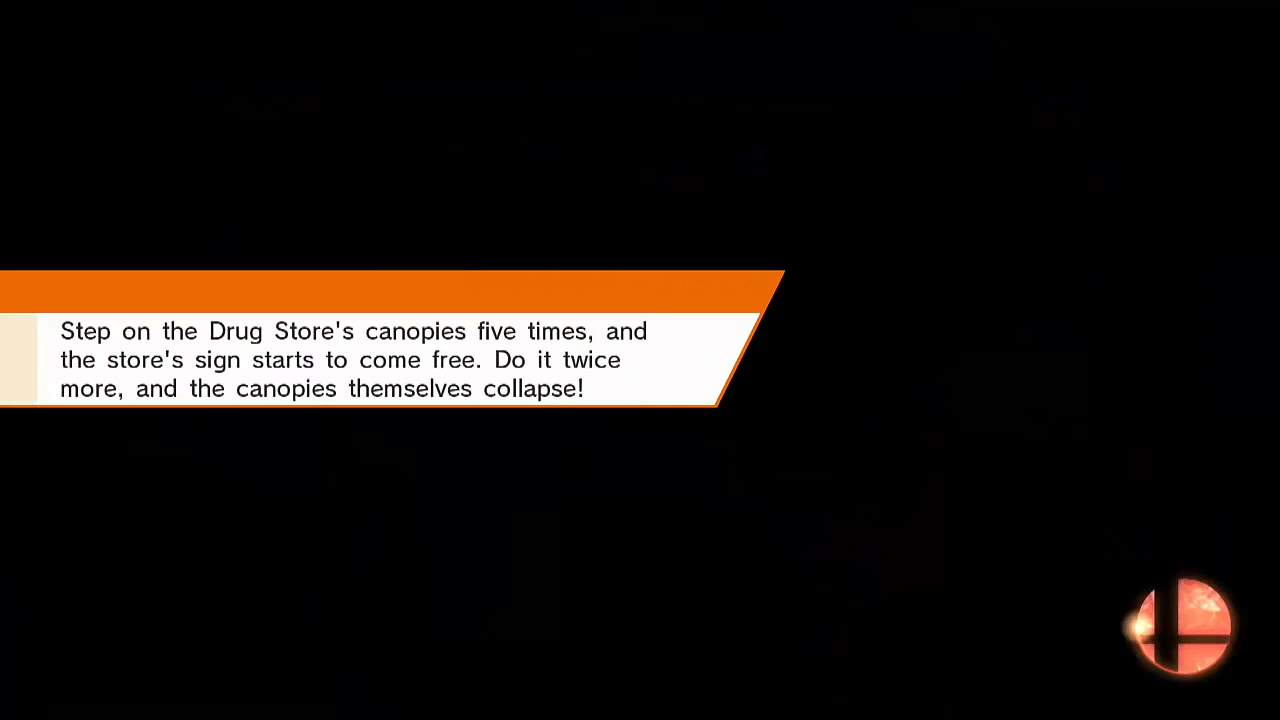 Step on the Drug Store's canopies five times, and
the store's sign starts to come free. Do it twice
more, and the canopies themselves collapse!